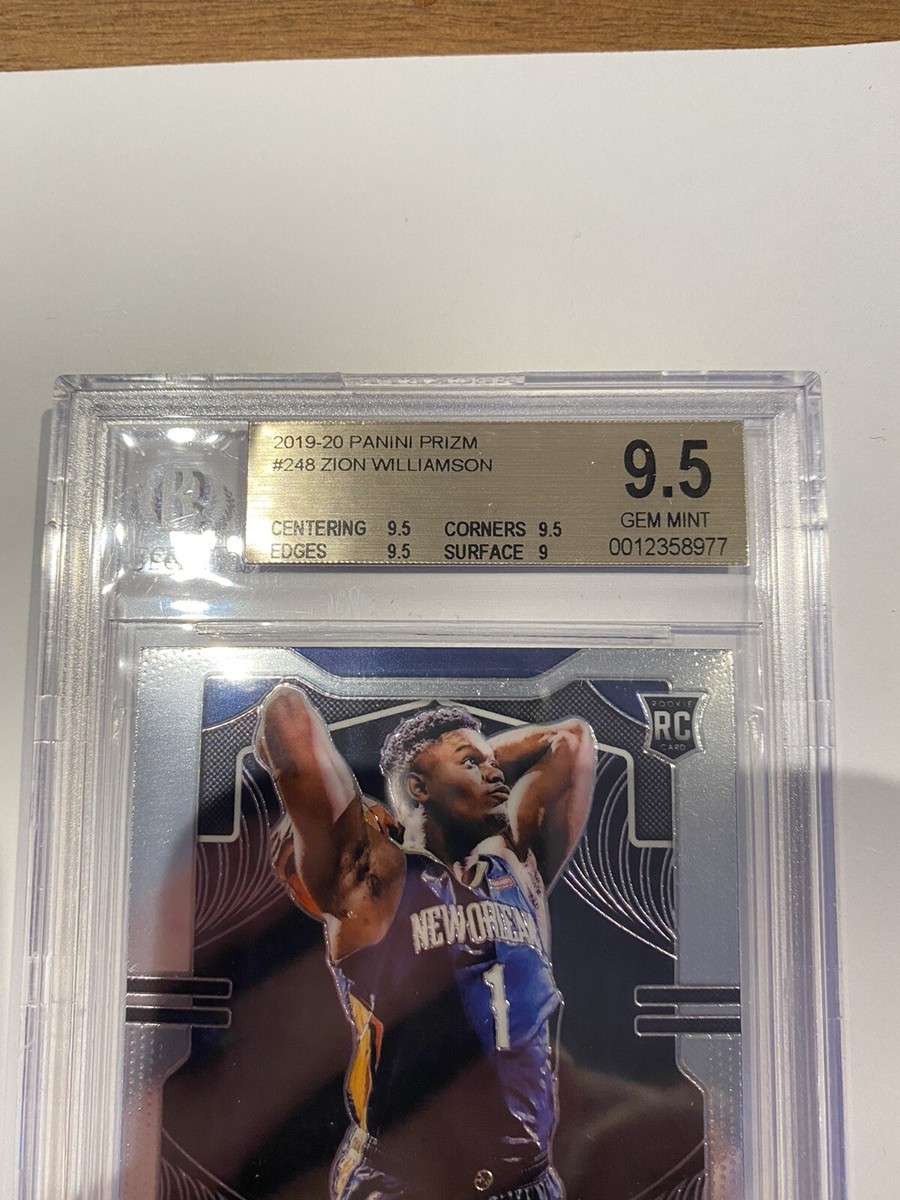 2019-20 PANINI PRIZM
#248 ZION WILLIAMSON
9.5
GEM MINT
0012358977
CENTERING 9.5 CORNERS 9.5
EDGES 9.5 SURFACE 9
ROOKIE
RC
CARD
NEW ORLEAN
1